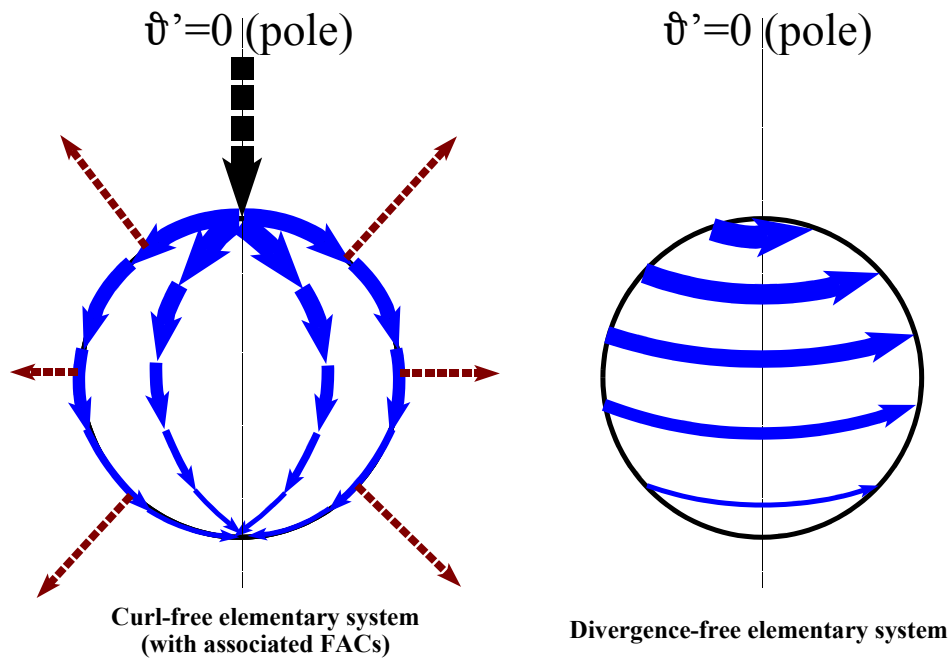 ϑ’=0 (pole)
ϑ’=0 (pole)
Curl-free elementary system
(with associated FACs)
Divergence-free elementary system